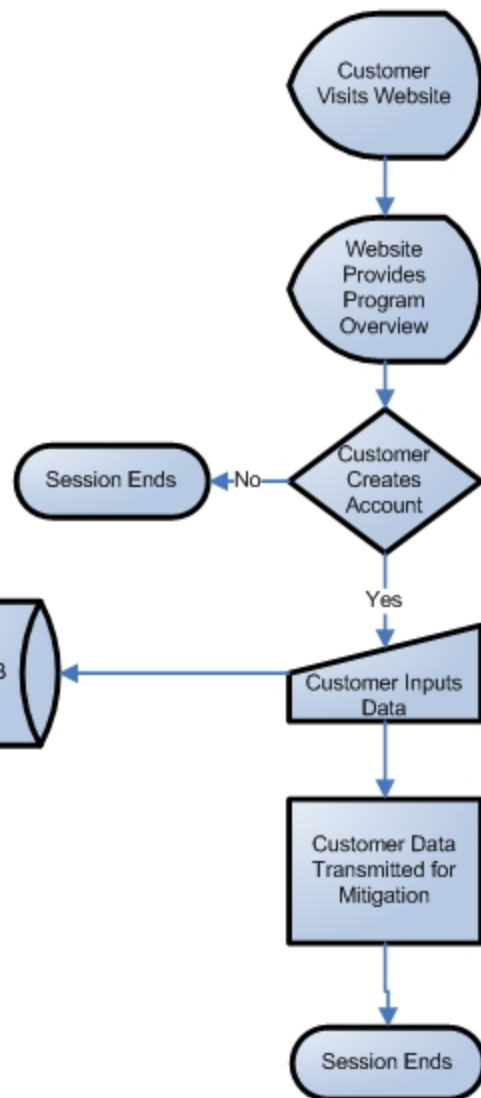 Customer
Visits Website
Website
Provides
Program
Overview
Customer
Creates
Account
No
Session Ends
Yes
Customer Inputs
Data
Customer Data
Transmitted for
Mitigation
Session Ends